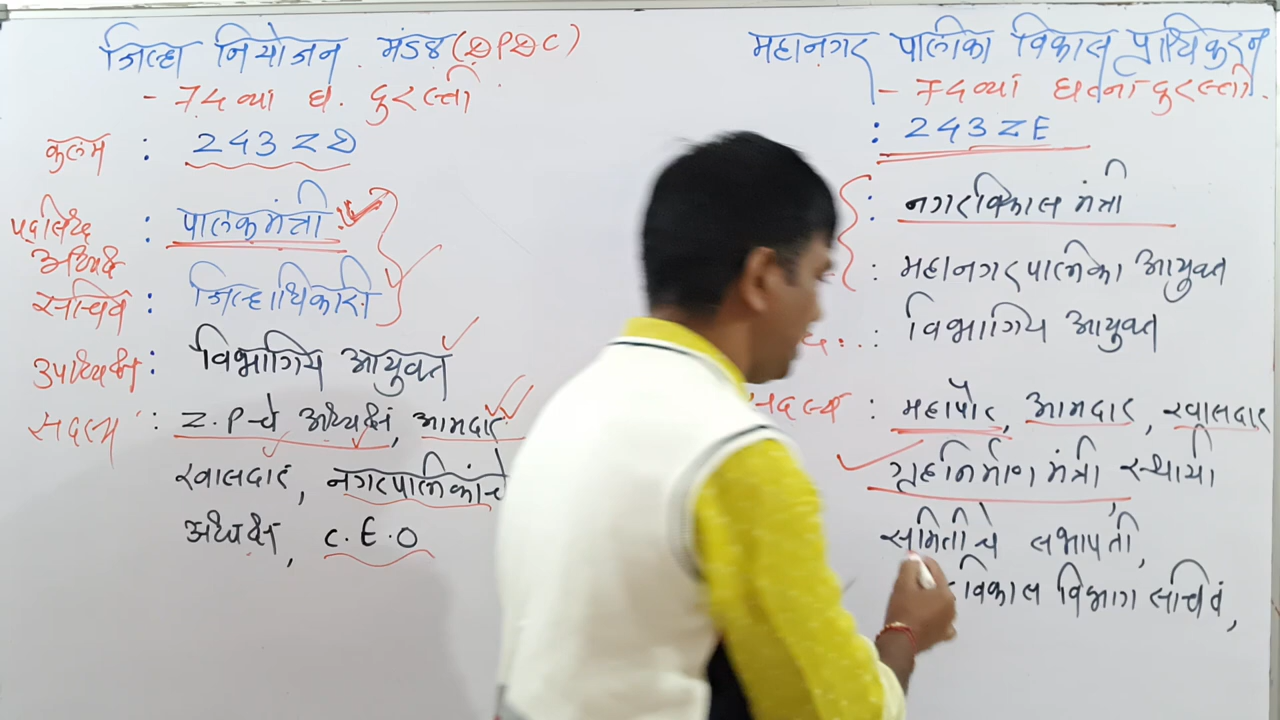 जिल्हा नियोजन मंडळ (DPDC)
- 74 व्यां घ. दुरुस्ती
कलम : 243 ZD
पदसिद्ध अध्यक्ष : पालकमंत्री
सचिव : जिल्हाधिकारी
उपाध्यक्ष : विभागिय आयुक्त
सदस्य : Z.P चे अध्यक्ष, आमदार
खासदार, नगरपालिकांचे
अध्यक्ष, C.E.O
महानगर पालीका विकास प्राधिकरण
- 74 व्यां घटना दुरुस्ती.
: 243 ZE
: नगरविकास मंत्री
: महानगरपालिका आयुक्त
: विभागिय आयुक्त
सदस्य : महापौर, आमदार, खासदार
गृहनिर्माण मंत्री, स्थायी
समितीचे सभापती,
विकास विभाग सचिव,